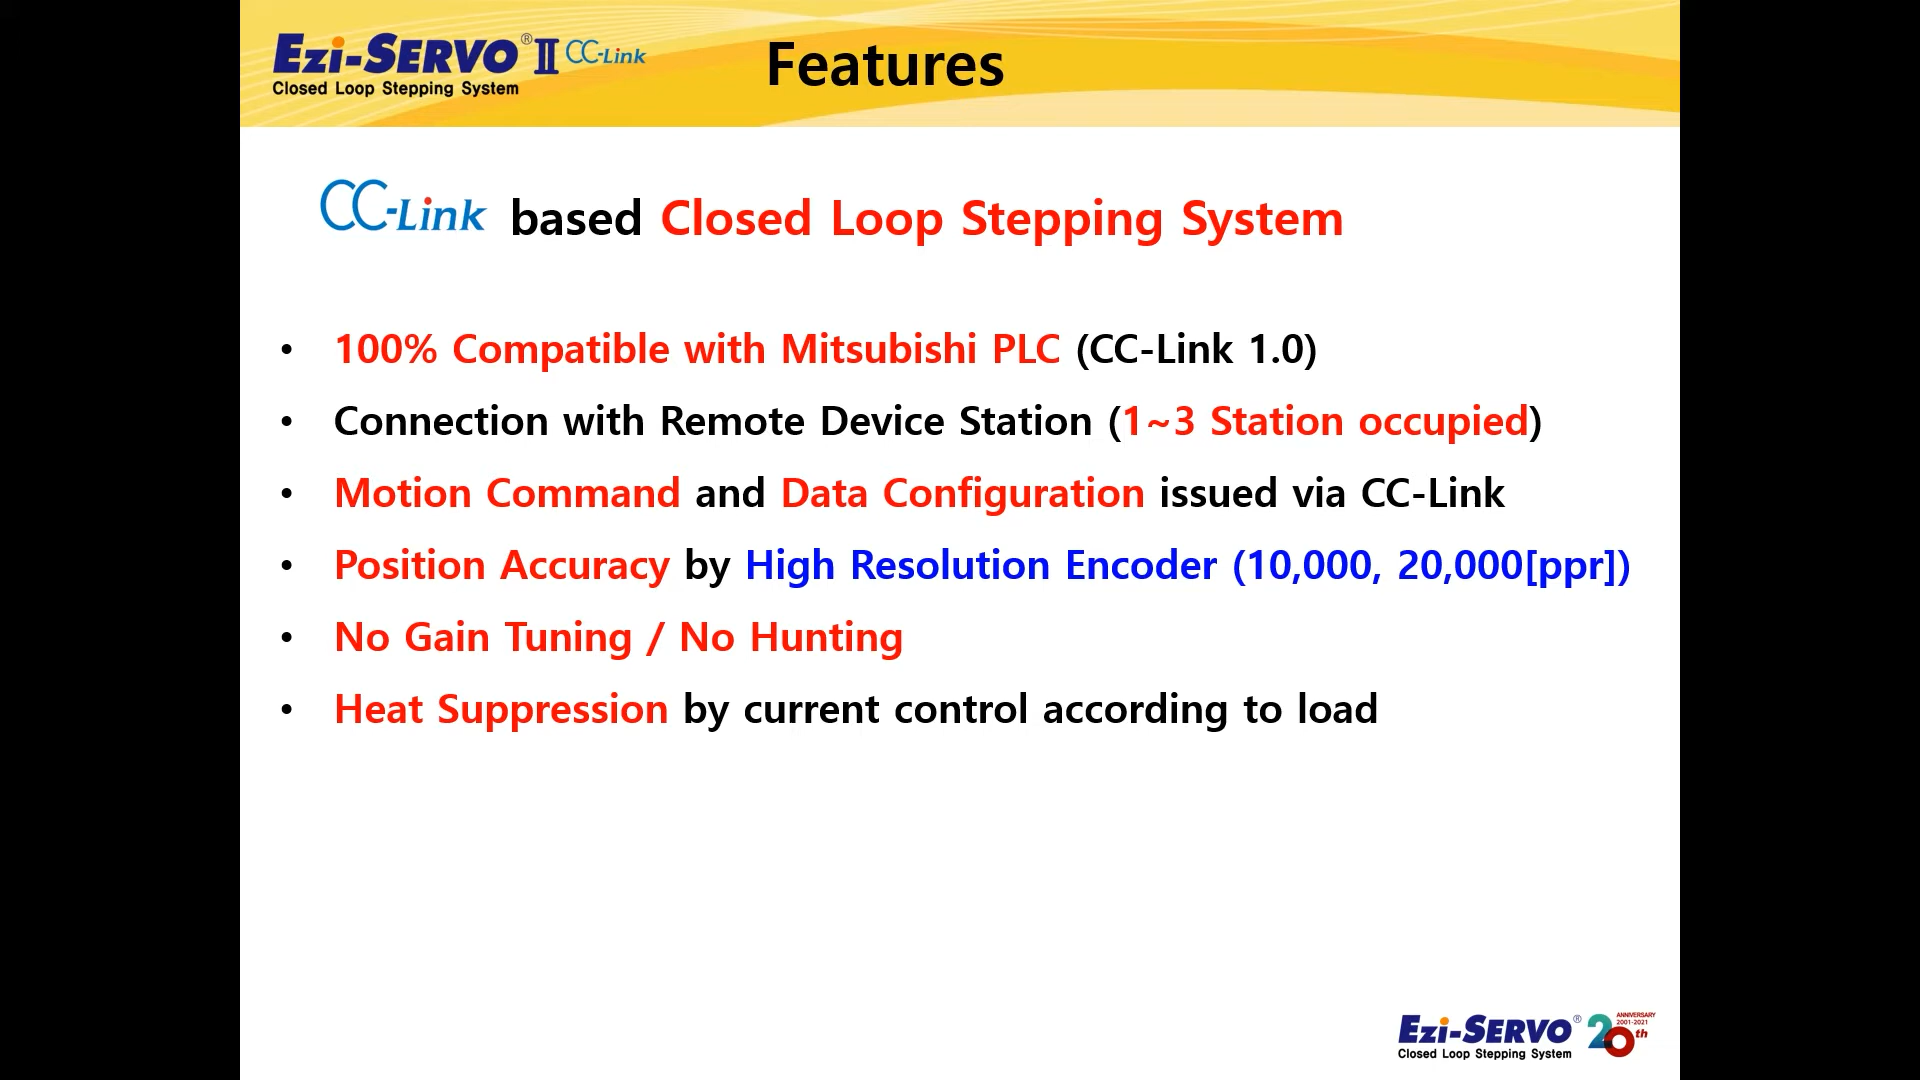 Ezi-SERVO® II CC-Link
Closed Loop Stepping System
Features
CC-Link based Closed Loop Stepping System
• 100% Compatible with Mitsubishi PLC (CC-Link 1.0)
• Connection with Remote Device Station (1~3 Station occupied)
• Motion Command and Data Configuration issued via CC-Link
• Position Accuracy by High Resolution Encoder (10,000, 20,000[ppr])
• No Gain Tuning / No Hunting
• Heat Suppression by current control according to load
Ezi-SERVO®
Closed Loop Stepping System
20th
ANNIVERSARY
2001-2021